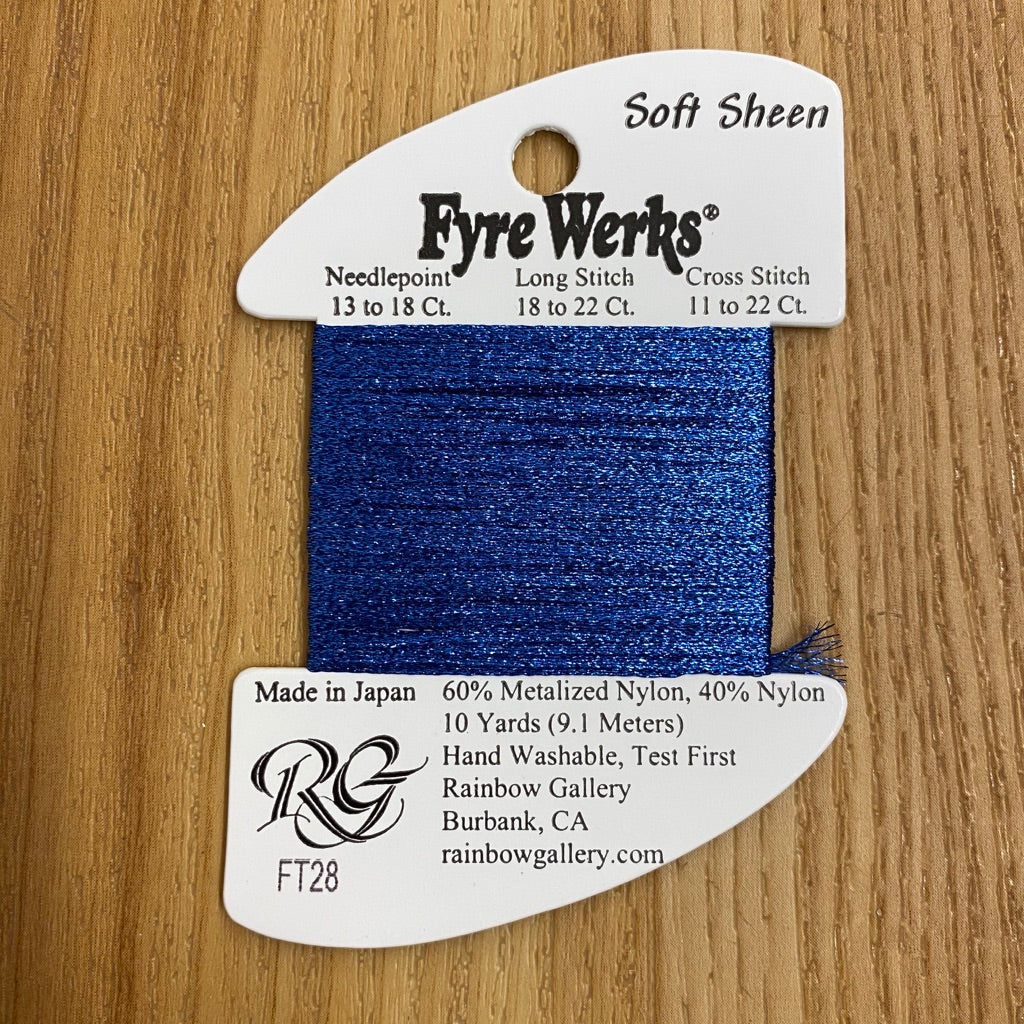 Soft Sheen
Fyre Werks®
Needlepoint Long Stitch Cross Stitch
13 to 18 Ct. 18 to 22 Ct. 11 to 22 Ct.
Made in Japan 60% Metalized Nylon, 40% Nylon
10 Yards (9.1 Meters)
Hand Washable, Test First
Rainbow Gallery
Burbank, CA
rainbowgallery.com
RG
FT28